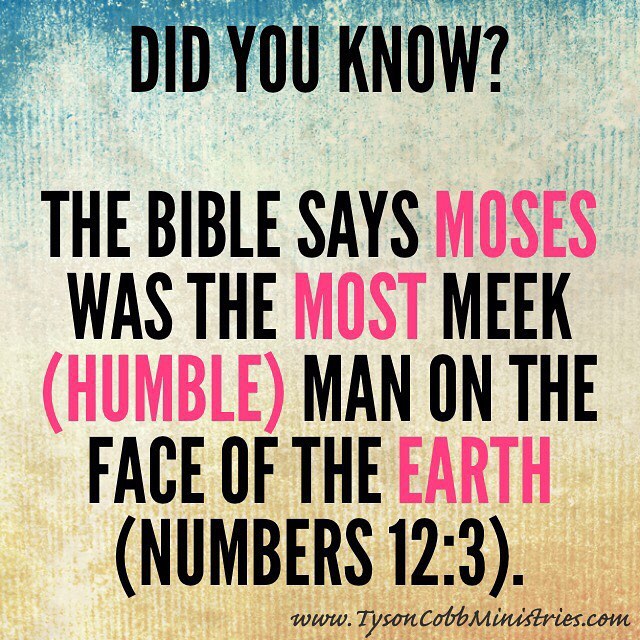 DID YOU KNOW?
THE BIBLE SAYS MOSES
WAS THE MOST MEEK
(HUMBLE) MAN ON THE
FACE OF THE EARTH
(NUMBERS 12:3).
www.TysonCobbMinistries.com